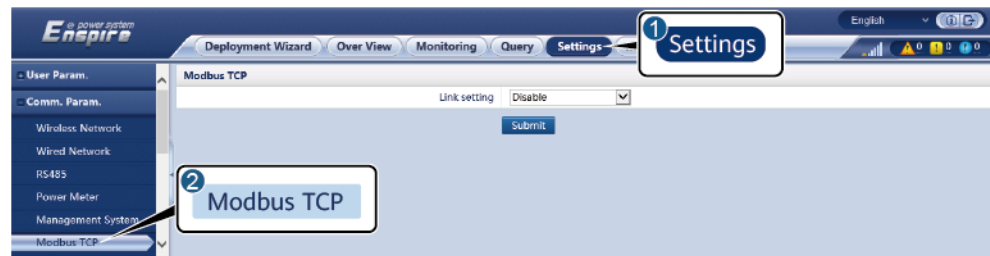 e power system
Enspire
English
Deployment Wizard Over View Monitoring Query Settings
1 Settings
0 0 0
User Param.
Modbus TCP
Comm. Param.
Link setting Disable
Submit
Wireless Network
Wired Network
RS485
Power Meter
Management System
Modbus TCP
2 Modbus TCP